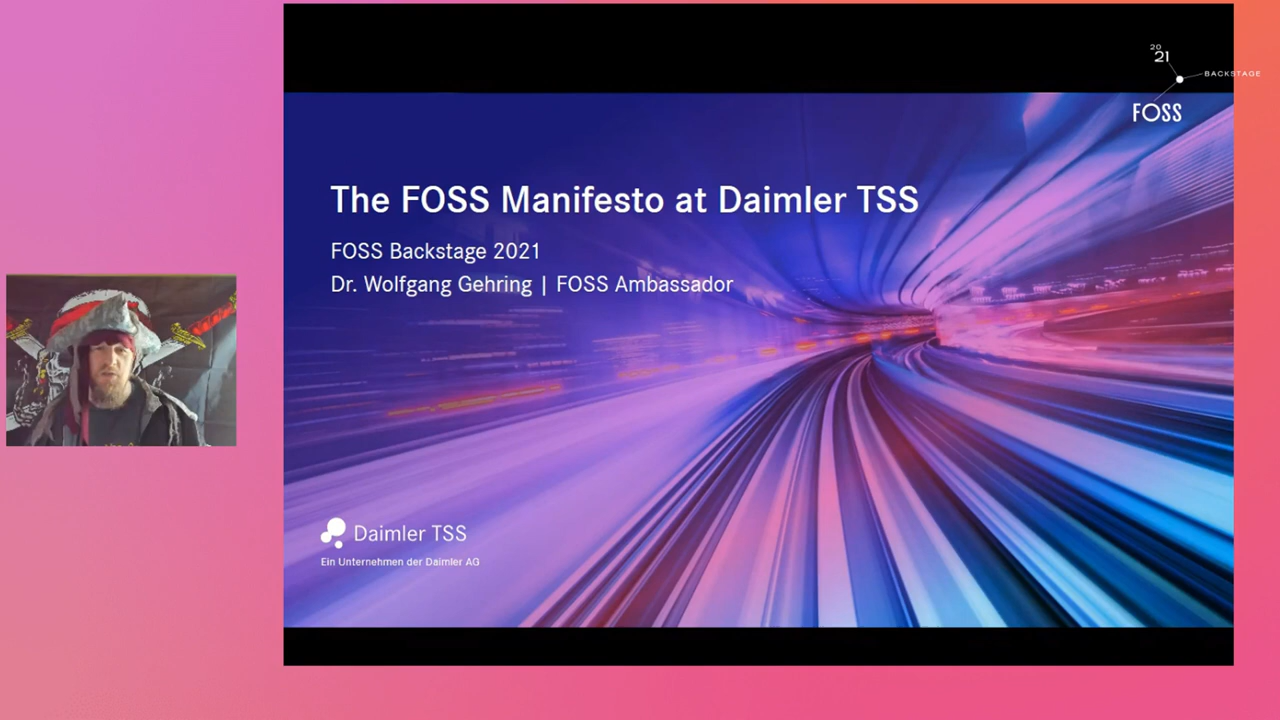 20
21
BACKSTAGE
FOSS
The FOSS Manifesto at Daimler TSS
FOSS Backstage 2021
Dr. Wolfgang Gehring | FOSS Ambassador
Daimler TSS
Ein Unternehmen der Daimler AG